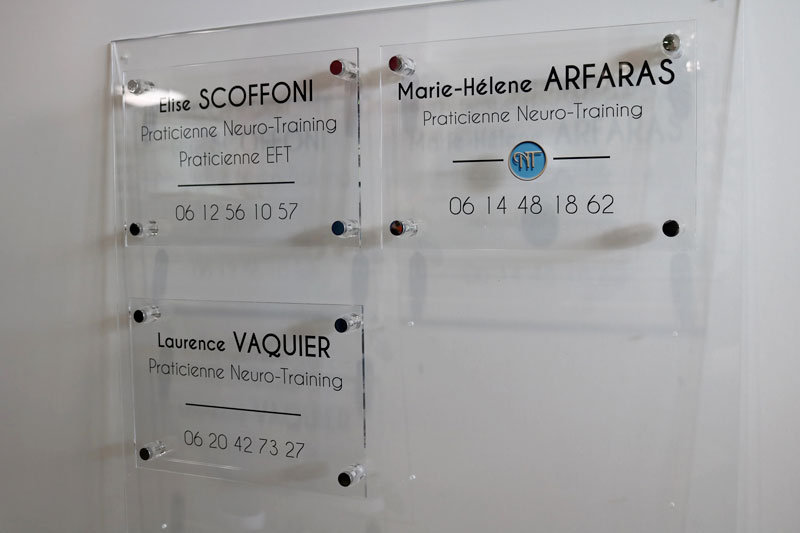 Elise SCOFFONI
Praticienne Neuro-Training
Praticienne EFT
06 12 56 10 57
Marie-Hélene ARFARAS
Praticienne Neuro-Training
NT
06 14 48 18 62
Laurence VAQUIER
Praticienne Neuro-Training
06 20 42 73 27